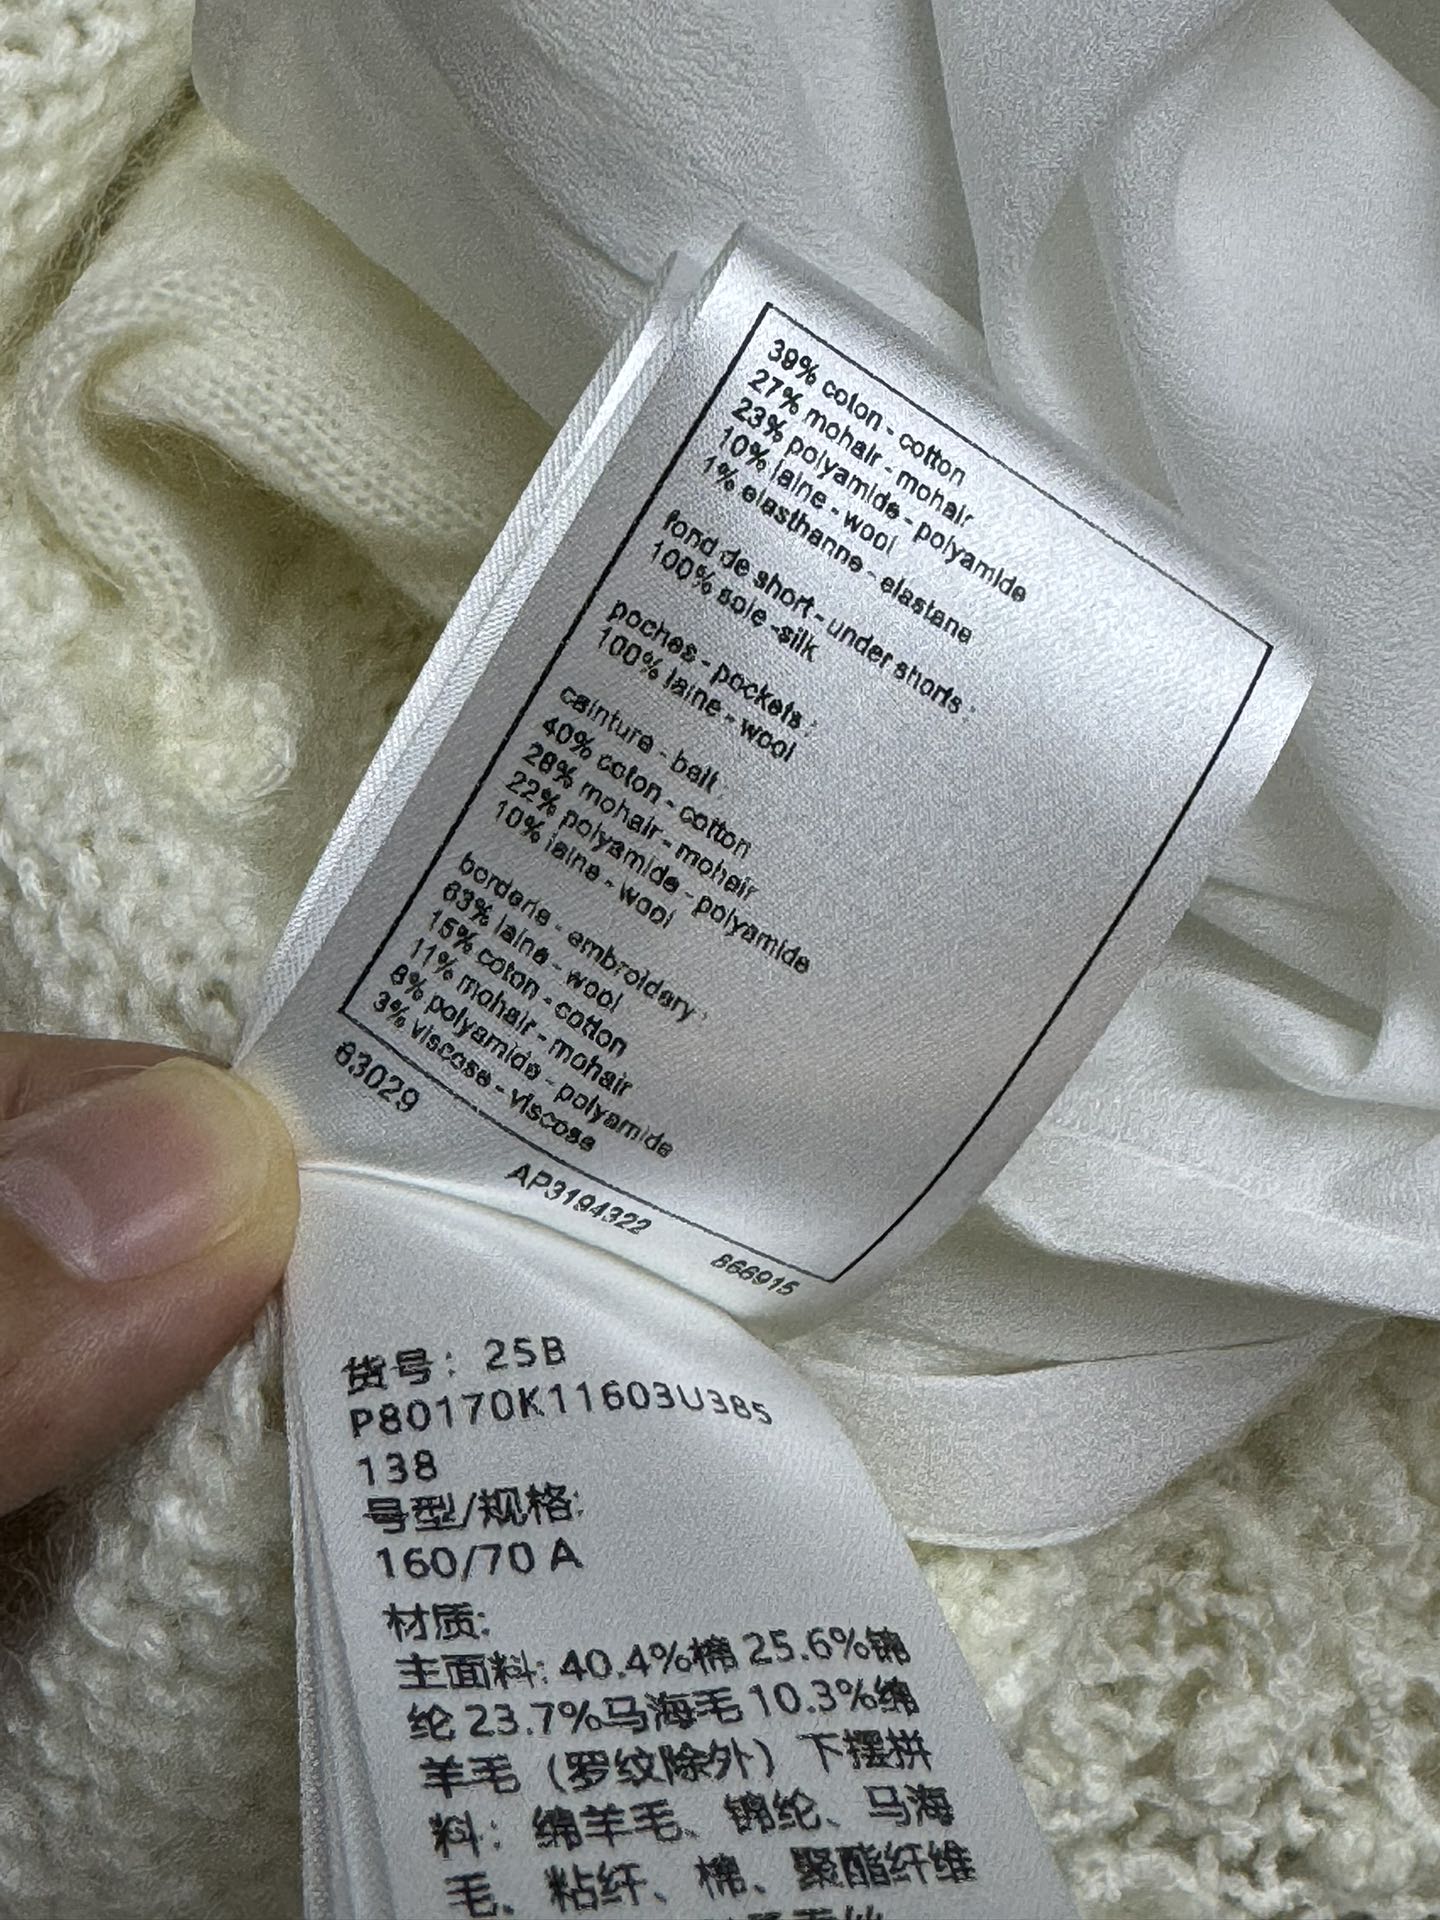 39% coton - cotton
27% mohair - mohair
23% polyamide - polyamide
10% laine - wool
1% elasthanne - elastane
fond de short - under shorts :
100% soie - silk
poches - pockets :
100% laine - wool
ceinture - belt :
40% coton - cotton
28% mohair - mohair
22% polyamide - polyamide
10% laine - wool
borderie - embroidery :
63% laine - wool
15% coton - cotton
11% mohair - mohair
8% polyamide - polyamide
3% viscose - viscose
63029
AP3194322
866915
货号：25B
P80170K11603U385
138
号型/规格:
160/70 A
材质:
主面料: 40.4%棉 25.6%锦
纶 23.7%马海毛 10.3%绵
羊毛（罗纹除外）下摆拼
料：绵羊毛、锦纶、马海
毛、粘纤、棉、聚酯纤维